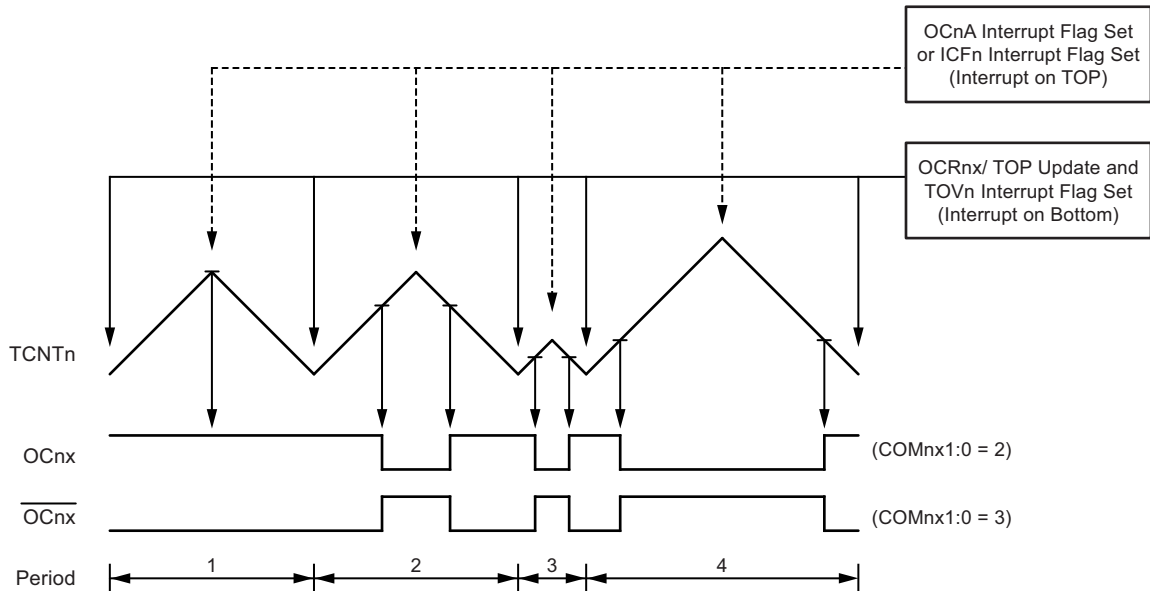 OCnA Interrupt Flag Set
or ICFn Interrupt Flag Set
(Interrupt on TOP)
OCRnx/ TOP Update and
TOVn Interrupt Flag Set
(Interrupt on Bottom)
TCNTn
OCnx
(COMnx1:0 = 2)
OCnx
(COMnx1:0 = 3)
Period
1
2
3
4